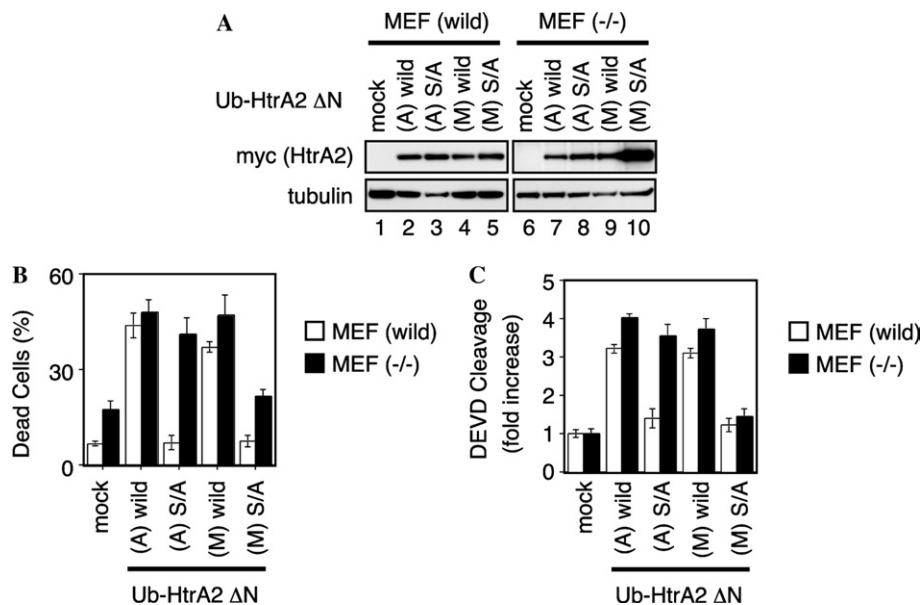 A
MEF (wild) MEF (-/-)
Ub-HtrA2 ΔN mock (A) wild (A) S/A (M) wild (M) S/A mock (A) wild (A) S/A (M) wild (M) S/A
myc (HtrA2)
tubulin
1 2 3 4 5 6 7 8 9 10
B
60
30
0
Dead Cells (%)
MEF (wild)
MEF (-/-)
mock (A) wild (A) S/A (M) wild (M) S/A
Ub-HtrA2 ΔN
C
5
4
3
2
1
0
DEVD Cleavage
(fold increase)
MEF (wild)
MEF (-/-)
mock (A) wild (A) S/A (M) wild (M) S/A
Ub-HtrA2 ΔN